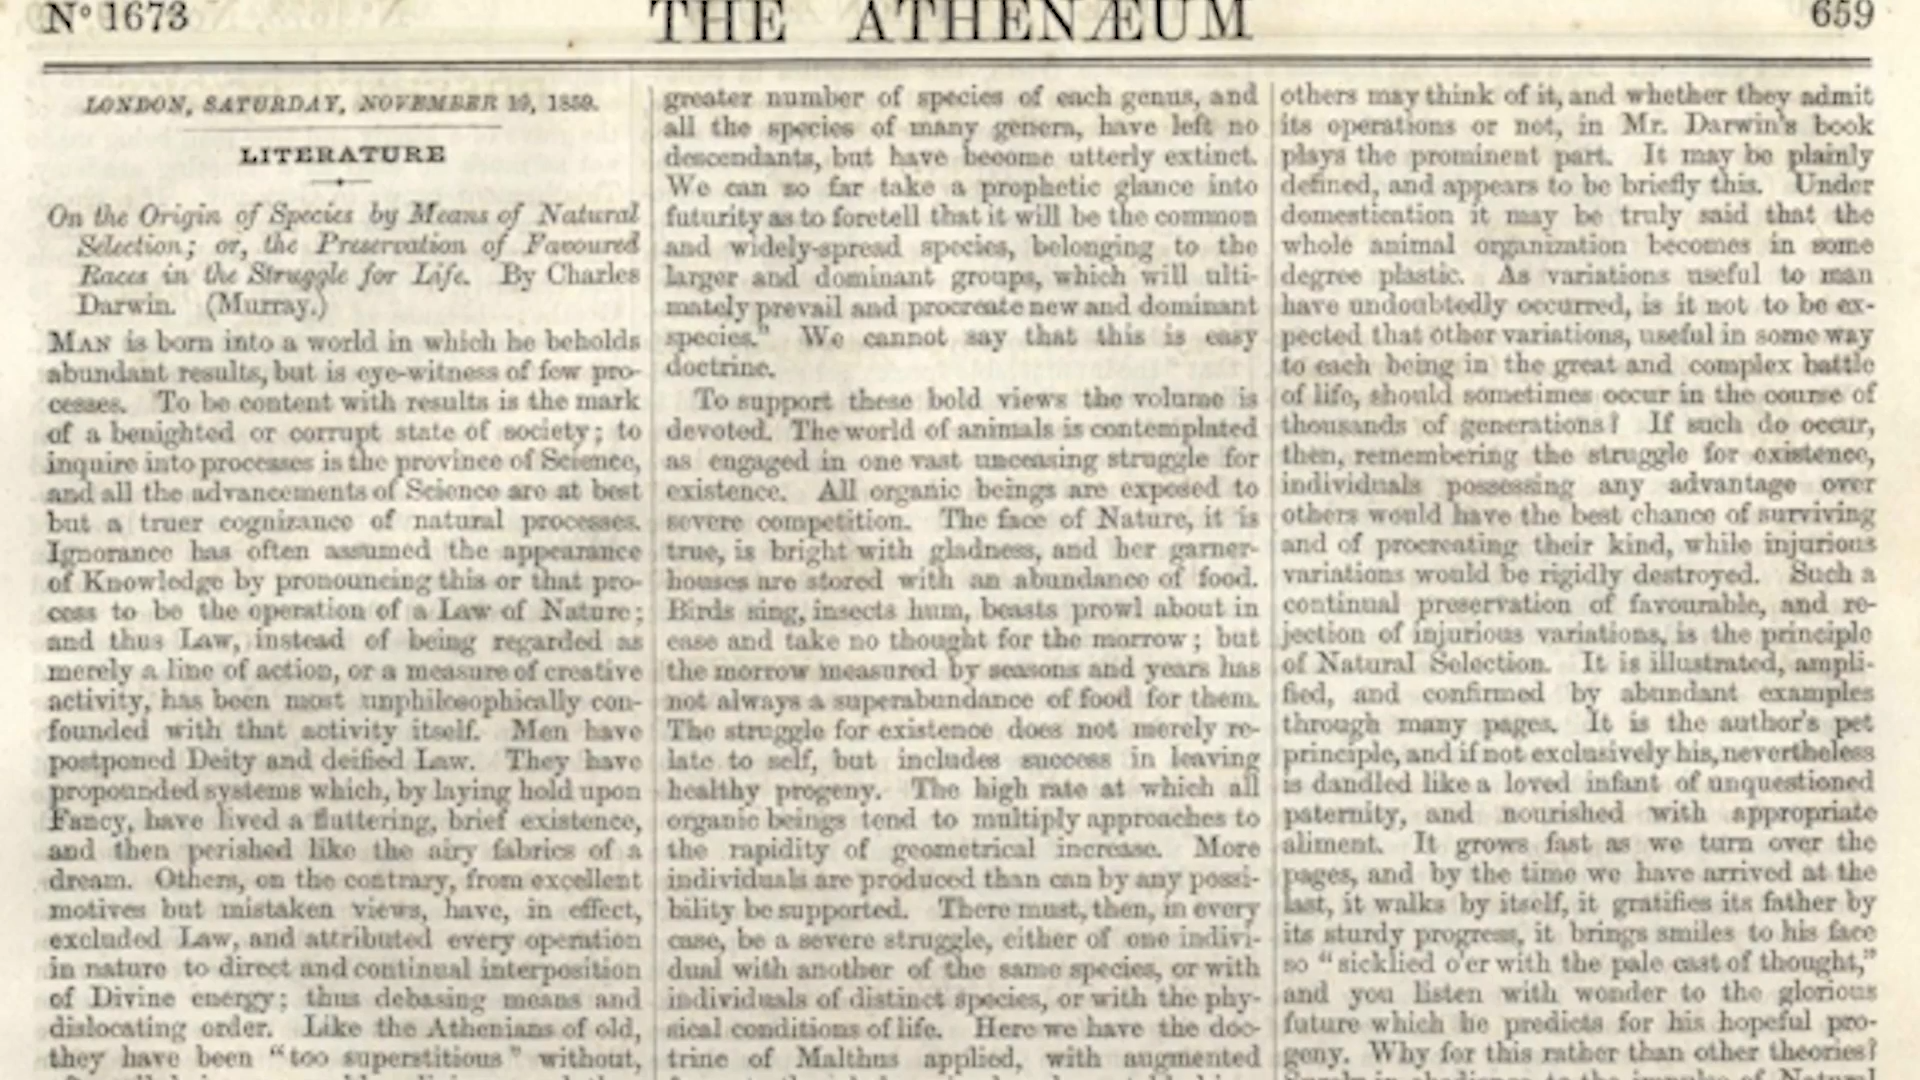 Nº 1673
THE ATHENÆUM
659
LONDON, SATURDAY, NOVEMBER 19, 1859.
LITERATURE
On the Origin of Species by Means of Natural
Selection; or, the Preservation of Favoured
Races in the Struggle for Life. By Charles
Darwin. (Murray.)
MAN is born into a world in which he beholds
abundant results, but is eye-witness of few pro-
cesses. To be content with results is the mark
of a benighted or corrupt state of society; to
inquire into processes is the province of Science,
and all the advancements of Science are at best
but a truer cognizance of natural processes.
Ignorance has often assumed the appearance
of Knowledge by pronouncing this or that pro-
cess to be the operation of a Law of Nature;
and thus Law, instead of being regarded as
merely a line of action, or a measure of creative
activity, has been most unphilosophically con-
founded with that activity itself. Men have
postponed Deity and deified Law. They have
propounded systems which, by laying hold upon
Fancy, have lived a fluttering, brief existence,
and then perished like the airy fabrics of a
dream. Others, on the contrary, from excellent
motives but mistaken views, have, in effect,
excluded Law, and attributed every operation
in nature to direct and continual interposition
of Divine energy; thus debasing means and
dislocating order. Like the Athenians of old,
they have been "too superstitious" without,
greater number of species of each genus, and
all the species of many genera, have left no
descendants, but have become utterly extinct.
We can so far take a prophetic glance into
futurity as to foretell that it will be the common
and widely-spread species, belonging to the
larger and dominant groups, which will ulti-
mately prevail and procreate new and dominant
species." We cannot say that this is easy
doctrine.
To support these bold views the volume is
devoted. The world of animals is contemplated
as engaged in one vast unceasing struggle for
existence. All organic beings are exposed to
severe competition. The face of Nature, it is
true, is bright with gladness, and her garner-
houses are stored with an abundance of food.
Birds sing, insects hum, beasts prowl about in
ease and take no thought for the morrow; but
the morrow measured by seasons and years has
not always a superabundance of food for them.
The struggle for existence does not merely re-
late to self, but includes success in leaving
healthy progeny. The high rate at which all
organic beings tend to multiply approaches to
the rapidity of geometrical increase. More
individuals are produced than can by any possi-
bility be supported. There must, then, in every
case, be a severe struggle, either of one indivi-
dual with another of the same species, or with
individuals of distinct species, or with the phy-
sical conditions of life. Here we have the doc-
trine of Malthus applied, with augmented
others may think of it, and whether they admit
its operations or not, in Mr. Darwin's book
plays the prominent part. It may be plainly
defined, and appears to be briefly this. Under
domestication it may be truly said that the
whole animal organization becomes in some
degree plastic. As variations useful to man
have undoubtedly occurred, is it not to be ex-
pected that other variations, useful in some way
to each being in the great and complex battle
of life, should sometimes occur in the course of
thousands of generations? If such do occur,
then, remembering the struggle for existence,
individuals possessing any advantage over
others would have the best chance of surviving
and of procreating their kind, while injurious
variations would be rigidly destroyed. Such a
continual preservation of favourable, and re-
jection of injurious variations, is the principle
of Natural Selection. It is illustrated, ampli-
fied, and confirmed by abundant examples
through many pages. It is the author's pet
principle, and if not exclusively his, nevertheless
is dandled like a loved infant of unquestioned
paternity, and nourished with appropriate
aliment. It grows fast as we turn over the
pages, and by the time we have arrived at the
last, it walks by itself, it gratifies its father by
its sturdy progress, it brings smiles to his face
so "sicklied o'er with the pale cast of thought,"
and you listen with wonder to the glorious
future which he predicts for his hopeful pro-
geny. Why for this rather than other theories?